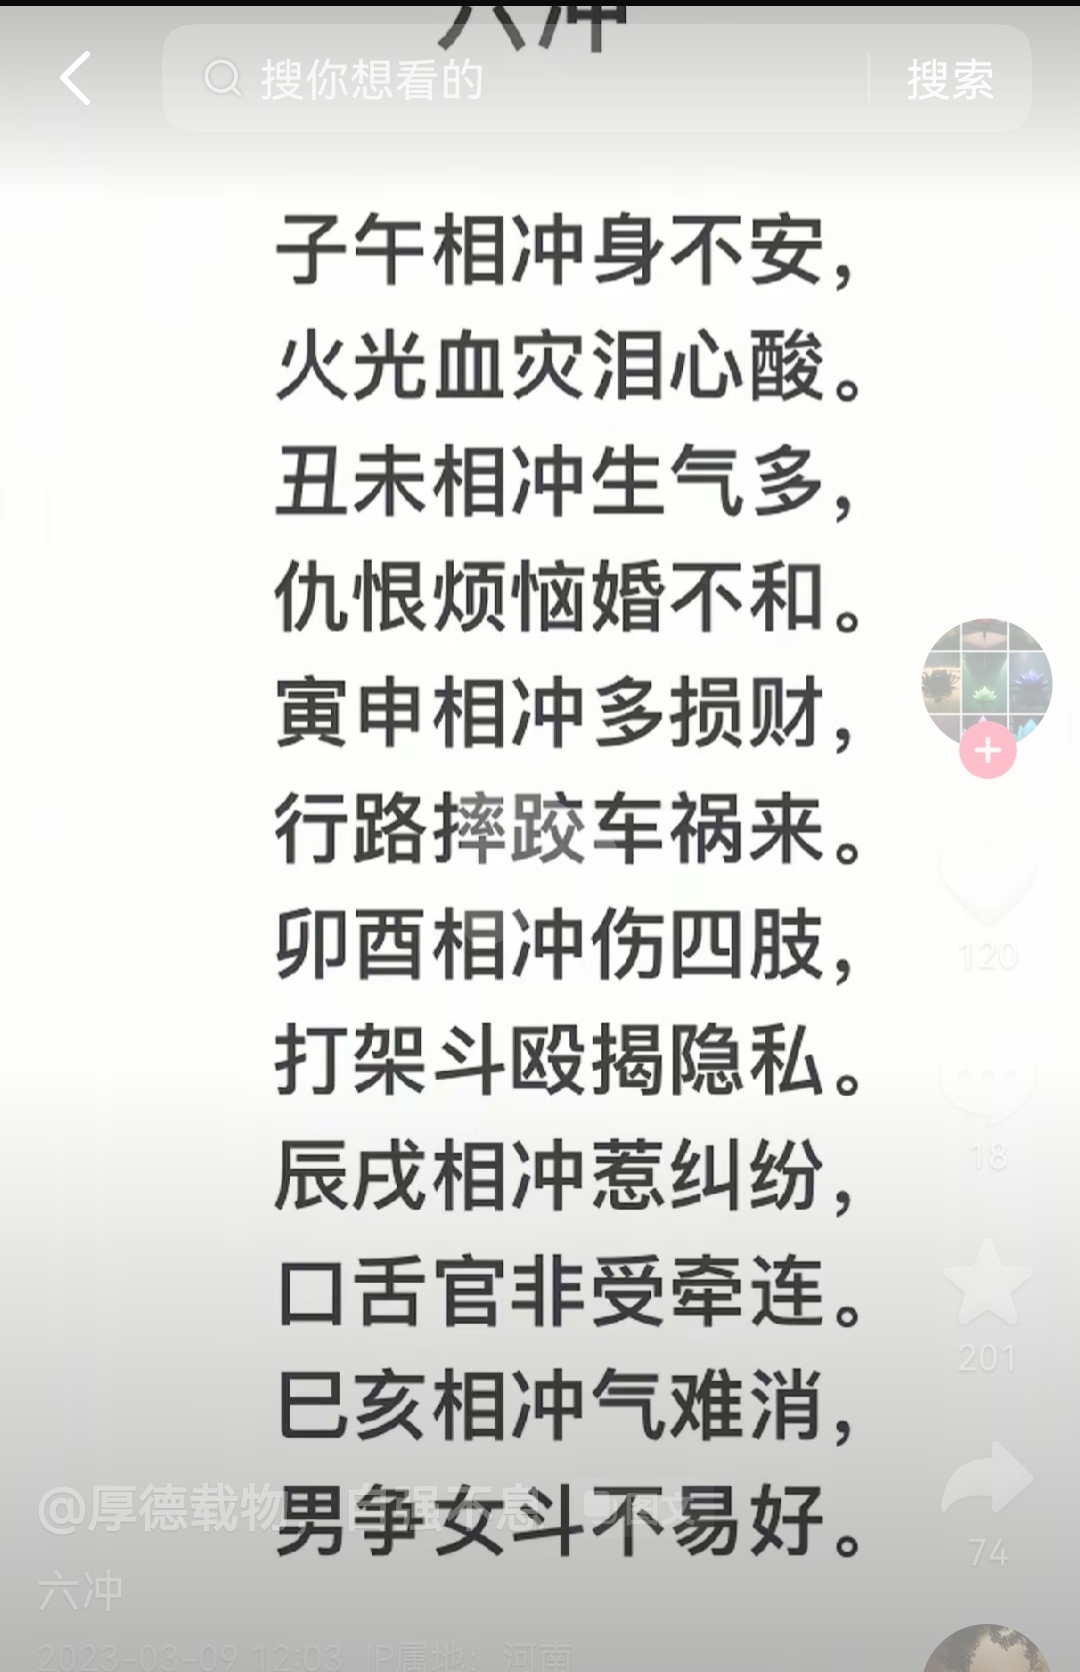 六冲
搜你想看的
搜索
子午相冲身不安，
火光血灾泪心酸。
丑未相冲生气多，
仇恨烦恼婚不和。
寅申相冲多损财，
行路摔跤车祸来。
卯酉相冲伤四肢，
打架斗殴揭隐私。
辰戌相冲惹纠纷，
口舌官非受牵连。
巳亥相冲气难消，
男争女斗不易好。
120
18
201
74
@厚德载物，自强不息 图文
六冲
2023-03-09 12:03 IP属地：河南